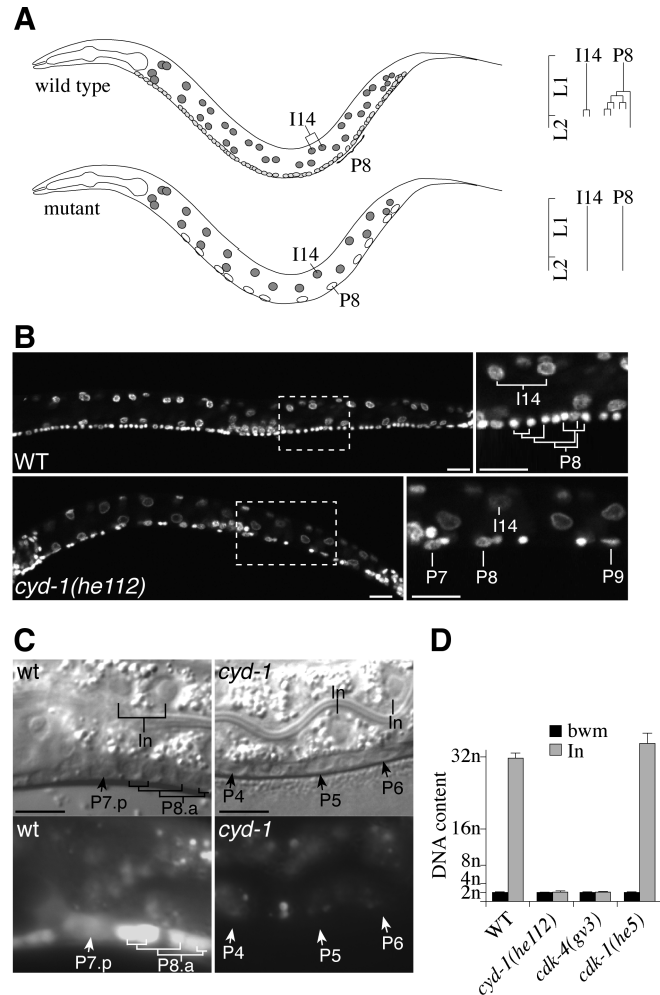 A
wild type
I14
P8
I14 P8
L1
L2
mutant
I14
P8
I14 P8
L1
L2
B
WT
I14
P8
cyd-1(he112)
I14
P7 P8 P9
C
wt
In
P7.p
P8.a
cyd-1
In
In
P4
P5
P6
wt
P7.p
P8.a
cyd-1
P4
P5
P6
D
bwm
In
DNA content
32n
16n
8n
4n
2n
WT
cyd-1(he112)
cdk-4(gv3)
cdk-1(he5)